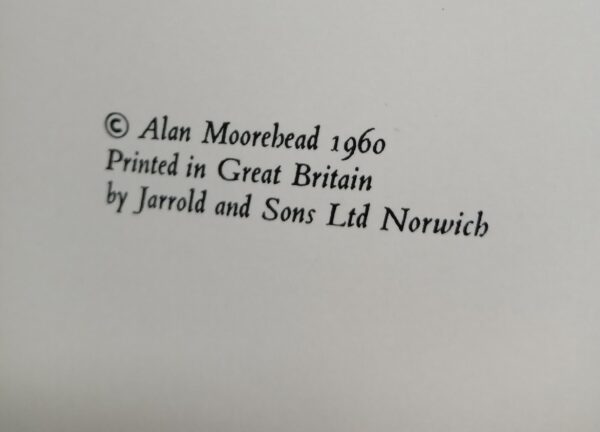 © Alan Moorehead 1960
Printed in Great Britain
by Jarrold and Sons Ltd Norwich